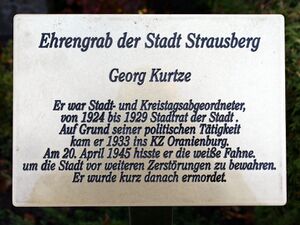 Ehrengrab der Stadt Strausberg
Georg Kurtze
Er war Stadt- und Kreistagsabgeordneter,
von 1924 bis 1929 Stadtrat der Stadt .
Auf Grund seiner politischen Tätigkeit
kam er 1933 ins KZ Oranienburg.
Am 20. April 1945 hisste er die weiße Fahne.
um die Stadt vor weiteren Zerstörungen zu bewahren.
Er wurde kurz danach ermordet.